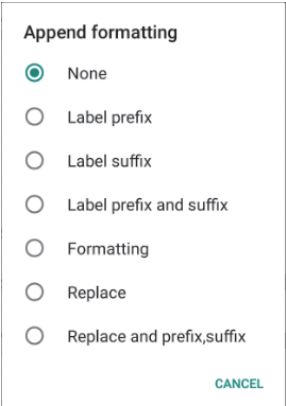 Append formatting
None
Label prefix
Label suffix
Label prefix and suffix
Formatting
Replace
Replace and prefix,suffix
CANCEL